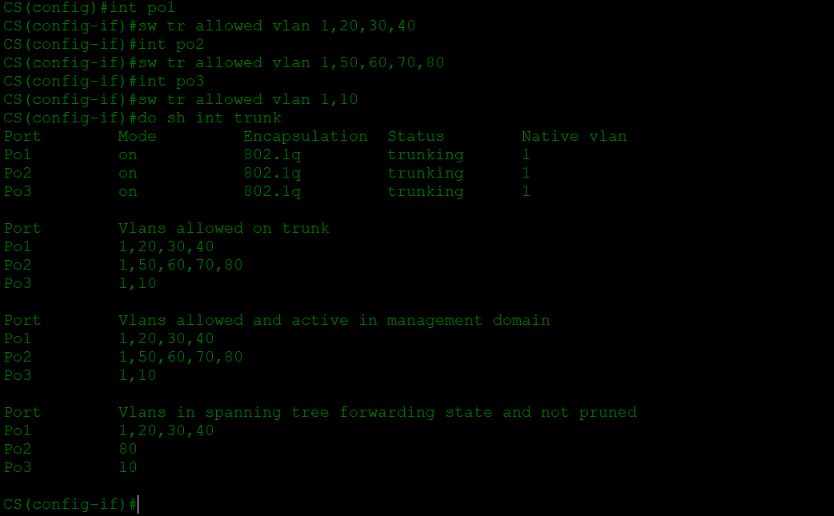 CS(config)#int po1
CS(config-if)#sw tr allowed vlan 1,20,30,40
CS(config-if)#int po2
CS(config-if)#sw tr allowed vlan 1,50,60,70,80
CS(config-if)#int po3
CS(config-if)#sw tr allowed vlan 1,10
CS(config-if)#do sh int trunk
Port        Mode         Encapsulation  Status        Native vlan
Po1         on           802.1q         trunking      1
Po2         on           802.1q         trunking      1
Po3         on           802.1q         trunking      1

Port        Vlans allowed on trunk
Po1         1,20,30,40
Po2         1,50,60,70,80
Po3         1,10

Port        Vlans allowed and active in management domain
Po1         1,20,30,40
Po2         1,50,60,70,80
Po3         1,10

Port        Vlans in spanning tree forwarding state and not pruned
Po1         1,20,30,40
Po2         80
Po3         10

CS(config-if)#